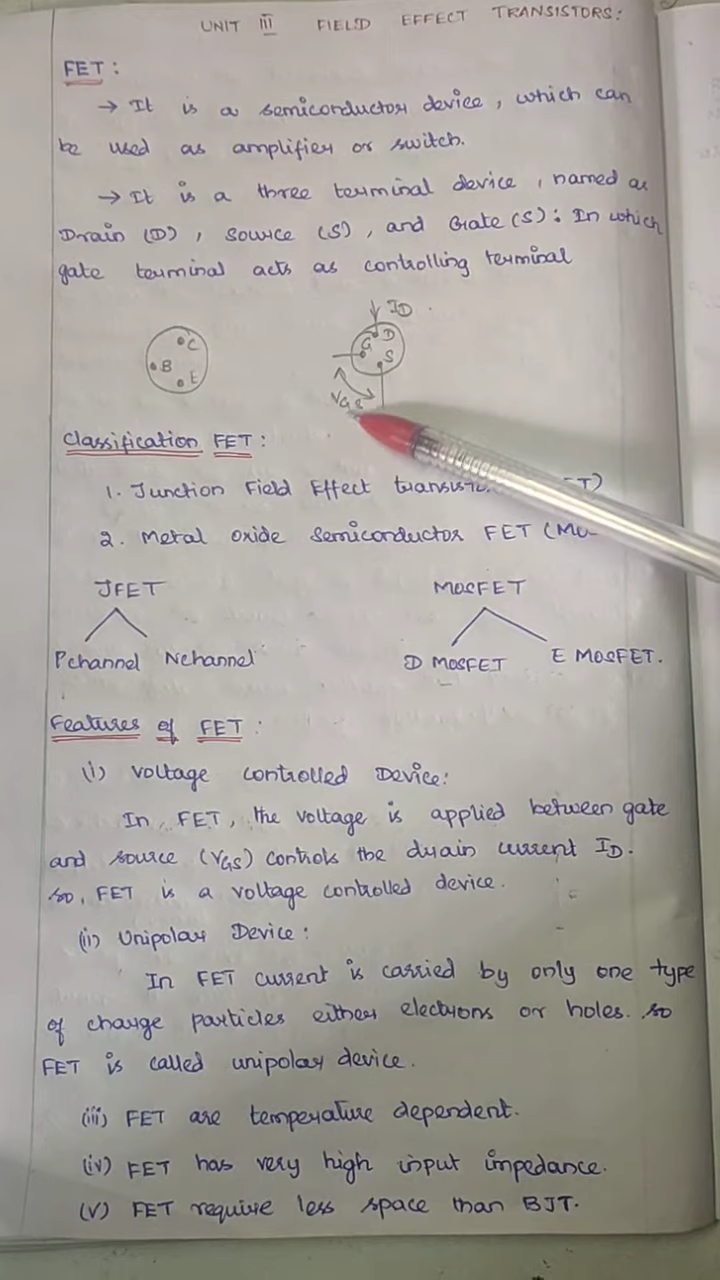 UNIT III FIELD EFFECT TRANSISTORS:
FET:
→ It is a semiconductor device, which can
be used as amplifier or switch.
→ It is a three terminal device, named as
Drain (D), Source (S), and Gate (S): In which
gate terminal acts as controlling terminal
C
B
E
ID
D
G
S
VGS
Classification FET:
1. Junction Field Effect transist T)
2. Metal Oxide Semiconductor FET (Mo
JFET MOSFET
Pchannel Nchannel D MOSFET E MOSFET.
Features of FET:
(i) Voltage controlled Device:
In FET, the voltage is applied between gate
and source (VGS) controls the drain current ID.
so, FET is a voltage controlled device.
(ii) Unipolar Device:
In FET current is carried by only one type
of charge particles either electrons or holes. so
FET is called unipolar device.
(iii) FET are temperature dependent.
(iv) FET has very high input impedance.
(v) FET require less space than BJT.